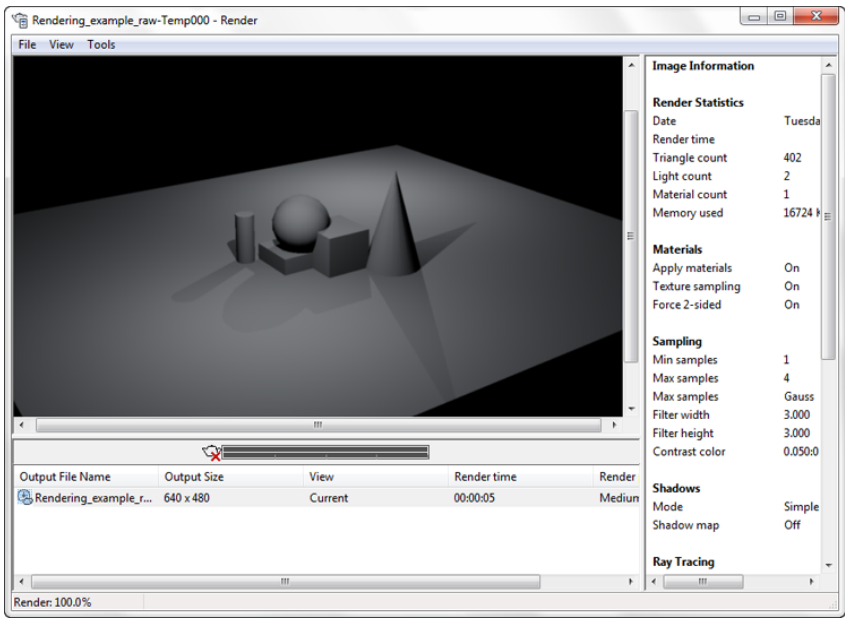 Rendering_example_raw-Temp000 - Render
File View Tools
Image Information
Render Statistics
Date Tuesda
Render time
Triangle count 402
Light count 2
Material count 1
Memory used 16724 K
Materials
Apply materials On
Texture sampling On
Force 2-sided On
Sampling
Min samples 1
Max samples 4
Max samples Gauss
Filter width 3.000
Filter height 3.000
Contrast color 0.050:0
Shadows
Mode Simple
Shadow map Off
Ray Tracing
Output File Name Output Size View Render time Render
Rendering_example_r... 640 x 480 Current 00:00:05 Medium
Render: 100.0%